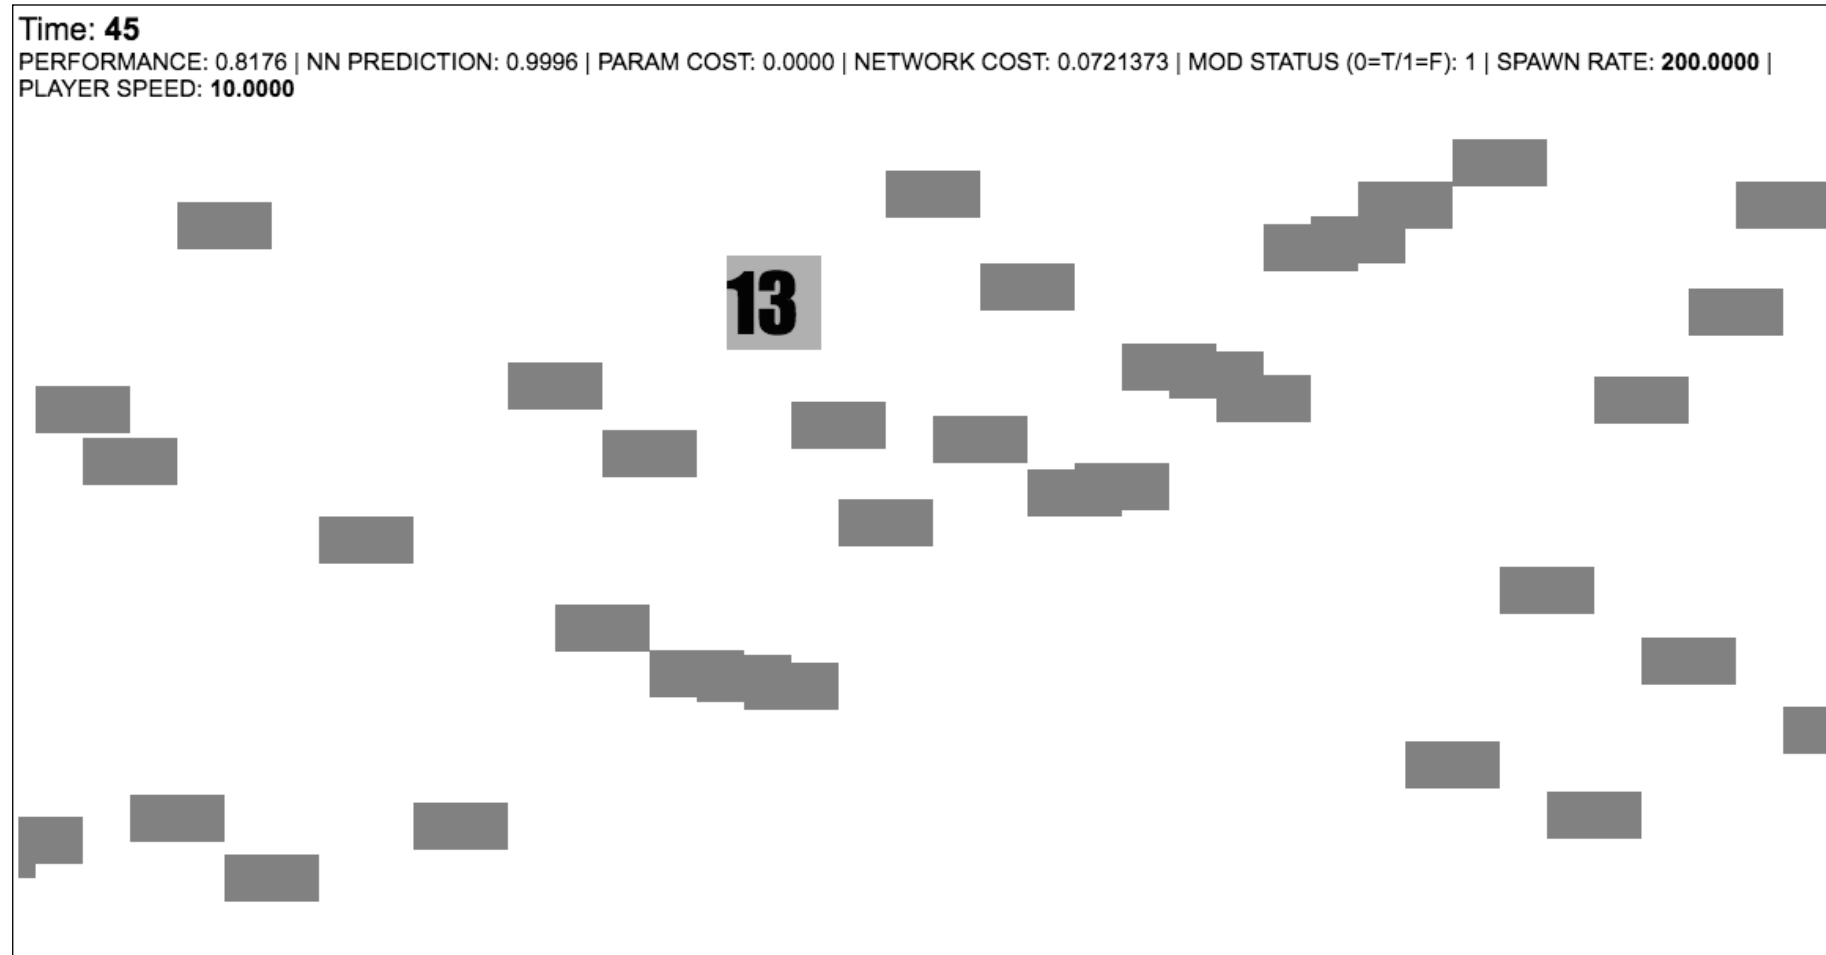 Time: 45
PERFORMANCE: 0.8176 | NN PREDICTION: 0.9996 | PARAM COST: 0.0000 | NETWORK COST: 0.0721373 | MOD STATUS (0=T/1=F): 1 | SPAWN RATE: 200.0000 |
PLAYER SPEED: 10.0000
13